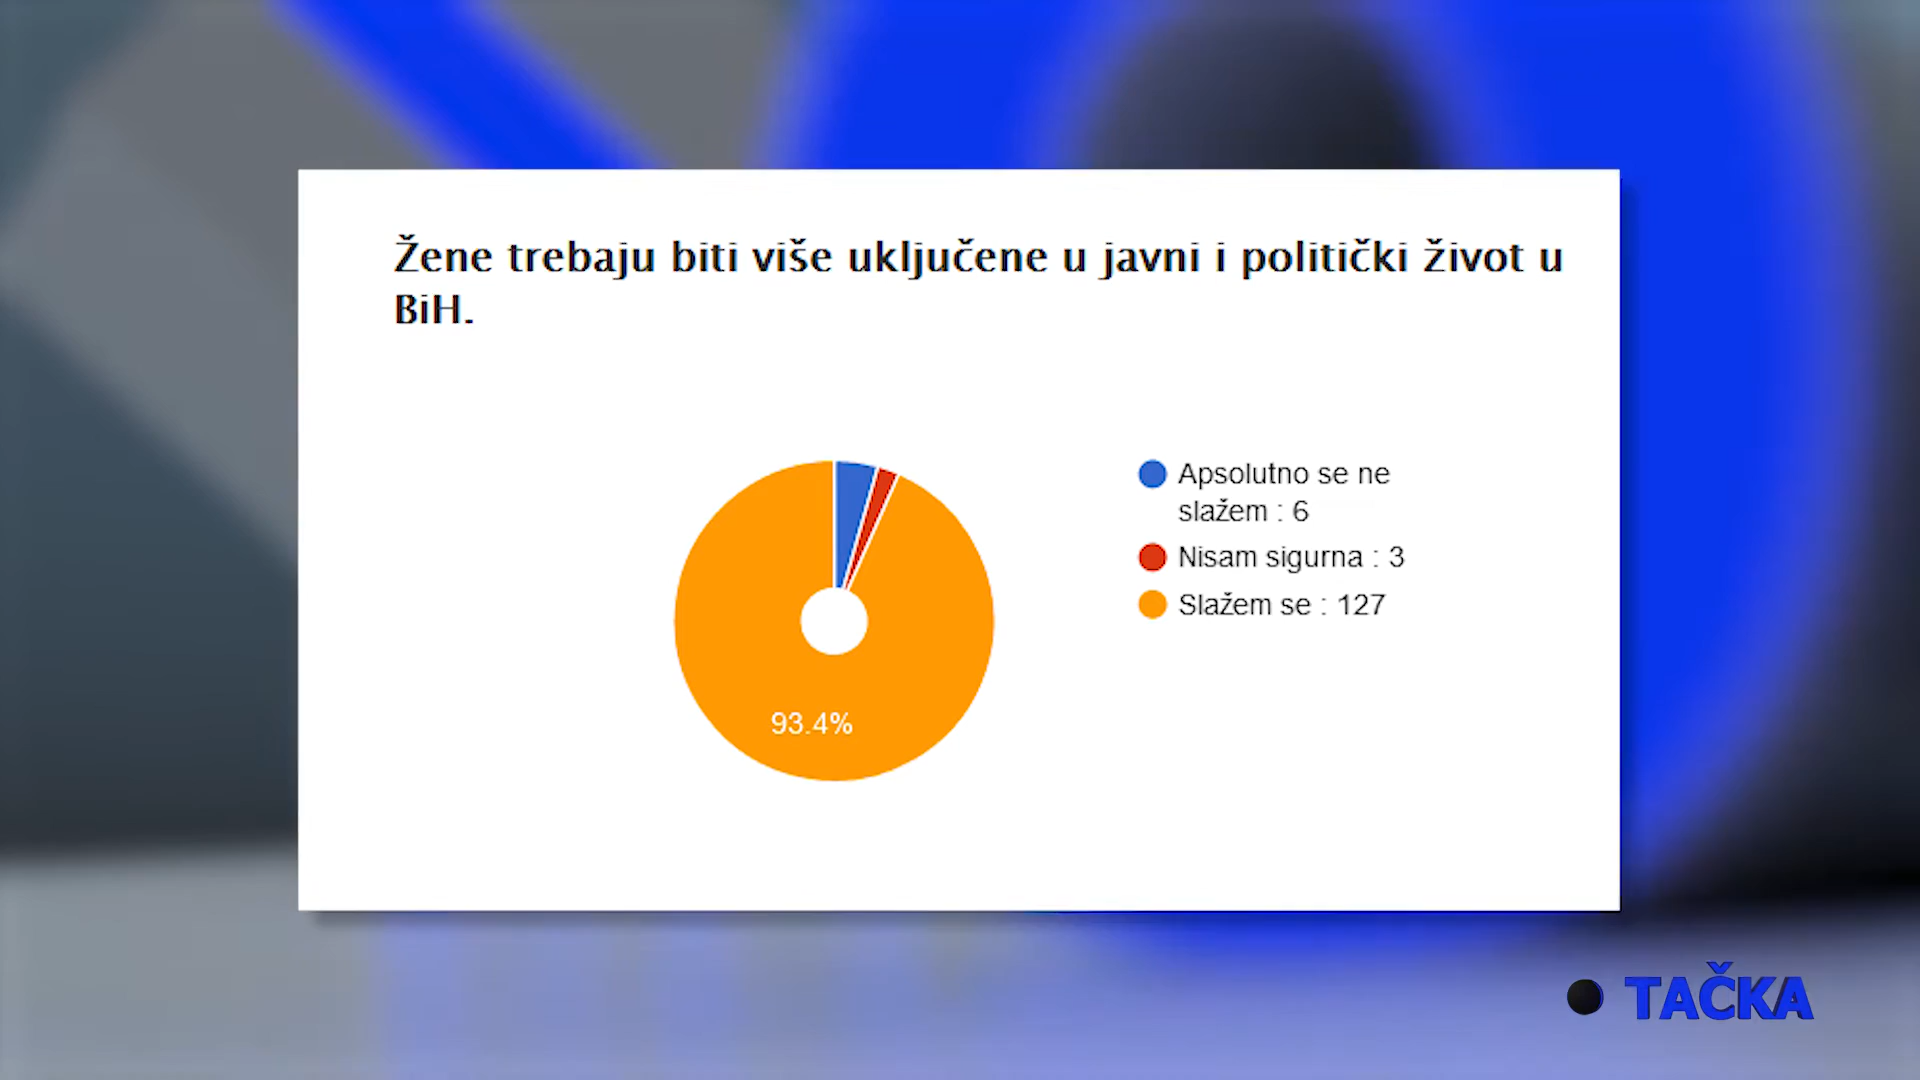 Žene trebaju biti više uključene u javni i politički život u
BiH.
Apsolutno se ne
slažem : 6
Nisam sigurna : 3
Slažem se : 127
93.4%
TAČKA